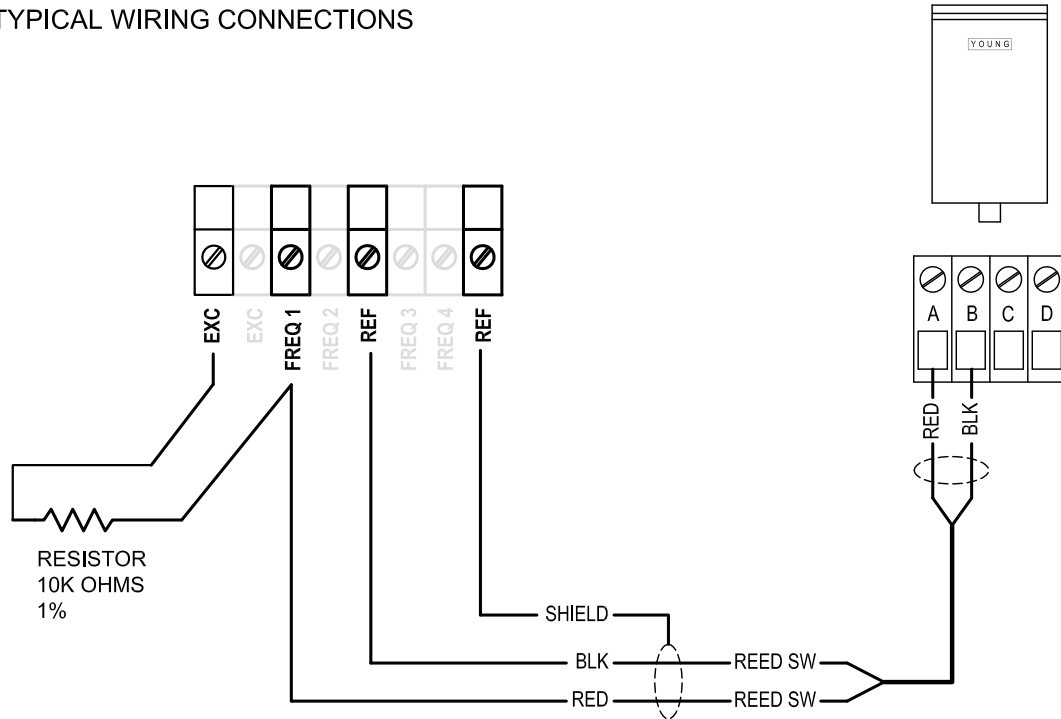 TYPICAL WIRING CONNECTIONS
YOUNG
EXC
EXC
FREQ 1
FREQ 2
REF
FREQ 3
FREQ 4
REF
A B C D
RED
BLK
RESISTOR
10K OHMS
1%
SHIELD
BLK REED SW
RED REED SW